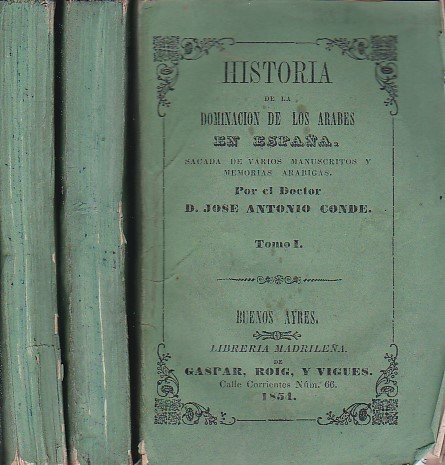 HISTORIA
DE LA
DOMINACION DE LOS ARABES
EN ESPAÑA.
SACADA DE VARIOS MANUSCRITOS Y
MEMORIAS ARABIGAS.
Por el Doctor
D. JOSE ANTONIO CONDE.
Tomo I.
BUENOS AYRES.
LIBRERIA MADRILEÑA.
DE
GASPAR, ROIG, Y VIGUES.
Calle Corrientes Núm. 66.
1854.